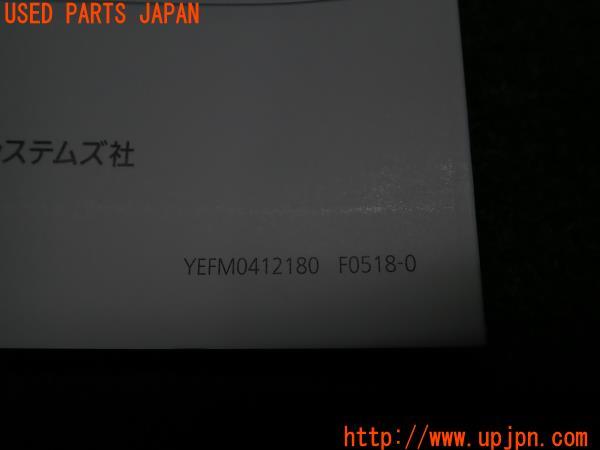 USED PARTS JAPAN
ステムズ社
YEFM0412180 F0518-0
http://www.upjpn.com/